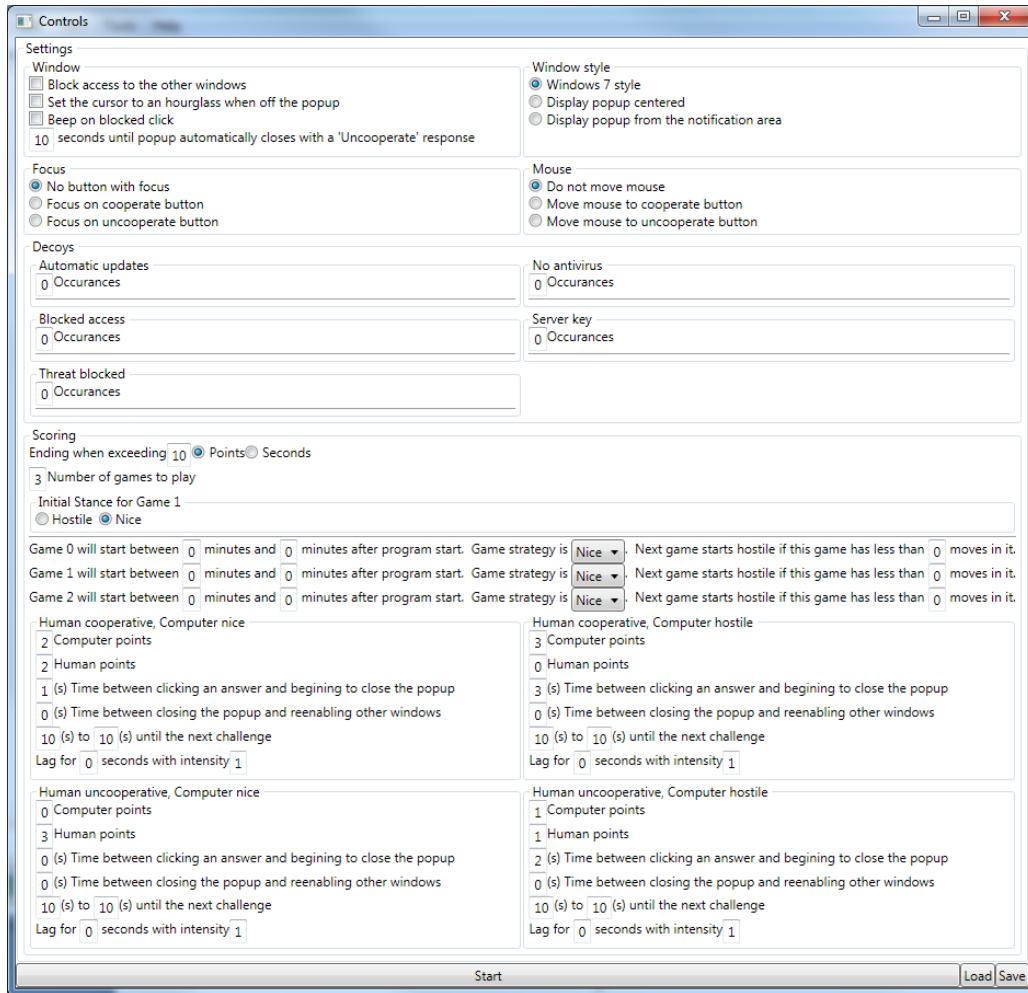 Controls
Settings
Window
Block access to the other windows
Set the cursor to an hourglass when off the popup
Beep on blocked click
10 seconds until popup automatically closes with a 'Uncooperate' response
Window style
Windows 7 style
Display popup centered
Display popup from the notification area
Focus
No button with focus
Focus on cooperate button
Focus on uncooperate button
Mouse
Do not move mouse
Move mouse to cooperate button
Move mouse to uncooperate button
Decoys
Automatic updates
0 Occurances
No antivirus
0 Occurances
Blocked access
0 Occurances
Server key
0 Occurances
Threat blocked
0 Occurances
Scoring
Ending when exceeding 10 Points Seconds
3 Number of games to play
Initial Stance for Game 1
Hostile Nice
Game 0 will start between 0 minutes and 0 minutes after program start. Game strategy is Nice . Next game starts hostile if this game has less than 0 moves in it.
Game 1 will start between 0 minutes and 0 minutes after program start. Game strategy is Nice . Next game starts hostile if this game has less than 0 moves in it.
Game 2 will start between 0 minutes and 0 minutes after program start. Game strategy is Nice . Next game starts hostile if this game has less than 0 moves in it.
Human cooperative, Computer nice
2 Computer points
2 Human points
1 (s) Time between clicking an answer and begining to close the popup
0 (s) Time between closing the popup and reenabling other windows
10 (s) to 10 (s) until the next challenge
Lag for 0 seconds with intensity 1
Human cooperative, Computer hostile
3 Computer points
0 Human points
3 (s) Time between clicking an answer and begining to close the popup
0 (s) Time between closing the popup and reenabling other windows
10 (s) to 10 (s) until the next challenge
Lag for 0 seconds with intensity 1
Human uncooperative, Computer nice
0 Computer points
3 Human points
0 (s) Time between clicking an answer and begining to close the popup
0 (s) Time between closing the popup and reenabling other windows
10 (s) to 10 (s) until the next challenge
Lag for 0 seconds with intensity 1
Human uncooperative, Computer hostile
1 Computer points
1 Human points
2 (s) Time between clicking an answer and begining to close the popup
0 (s) Time between closing the popup and reenabling other windows
10 (s) to 10 (s) until the next challenge
Lag for 0 seconds with intensity 1
Start
Load
Save